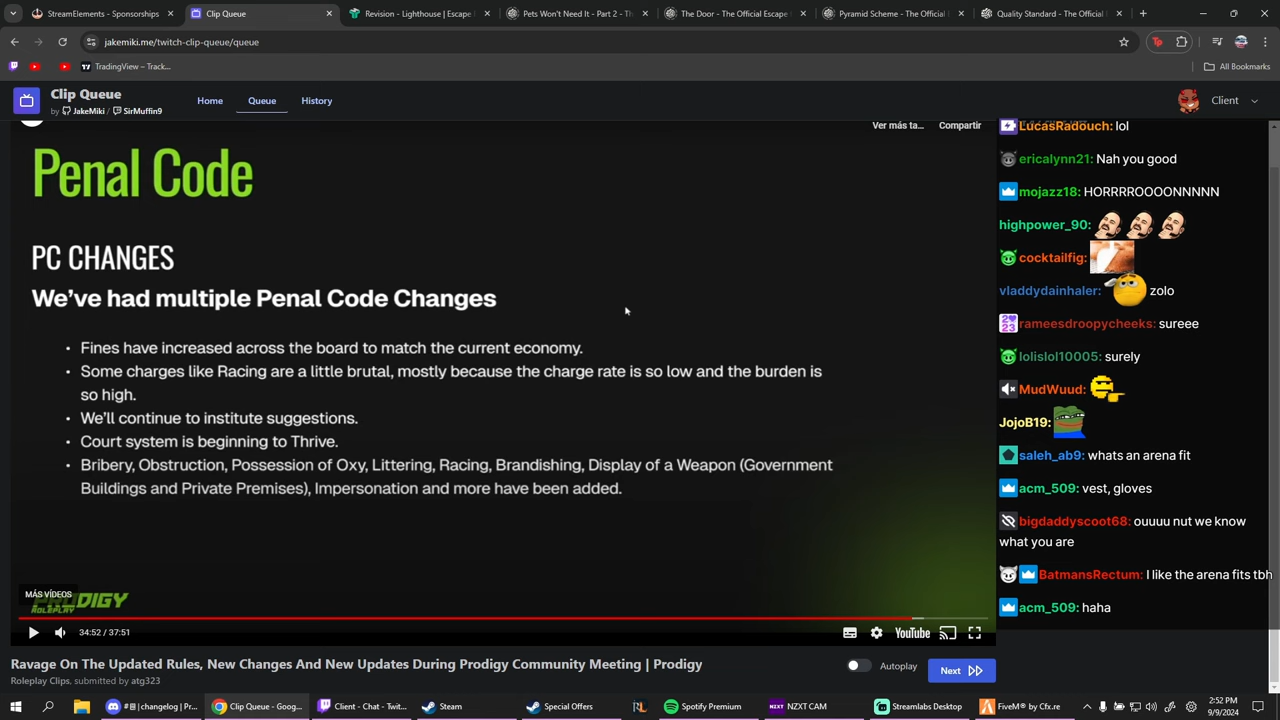 StreamElements - Sponsorships
Clip Queue
Revision - Lighthouse | Escape
Pets Won't Need It - Part 2 - Th
The Door - The Official Escape
Pyramid Scheme - The Official
Quality Standard - The Official
jakemiki.me/twitch-clip-queue/queue
TradingView – Track...
All Bookmarks
Clip Queue
by JakeMiki / SirMuffin9
Home
Queue
History
Client
Ver más ta...
Compartir
Penal Code
PC CHANGES
We've had multiple Penal Code Changes
• Fines have increased across the board to match the current economy.
• Some charges like Racing are a little brutal, mostly because the charge rate is so low and the burden is
so high.
• We'll continue to institute suggestions.
• Court system is beginning to Thrive.
• Bribery, Obstruction, Possession of Oxy, Littering, Racing, Brandishing, Display of a Weapon (Government
Buildings and Private Premises), Impersonation and more have been added.
MÁS VÍDEOS
PRODIGY
ROLEPLAY
34:52 / 37:51
YouTube
Ravage On The Updated Rules, New Changes And New Updates During Prodigy Community Meeting | Prodigy
Roleplay Clips, submitted by atg323
Autoplay
Next
LucasRadouch: lol
ericalynn21: Nah you good
mojazz18: HORRRROOOONNNNN
highpower_90:
cocktailfig:
vladdydainhaler: zolo
2023 rameesdroopycheeks: sureee
lolislol10005: surely
MudWuud:
JojoB19:
saleh_ab9: whats an arena fit
acm_509: vest, gloves
bigdaddyscoot68: ouuuu nut we know
what you are
BatmansRectum: I like the arena fits tbh
acm_509: haha
#🖥|changelog | Pr...
Clip Queue - Goog...
Client - Chat - Twit...
Steam
Special Offers
RL
Spotify Premium
NZXT
NZXT CAM
Streamlabs Desktop
FiveM® by Cfx.re
2:52 PM
9/9/2024